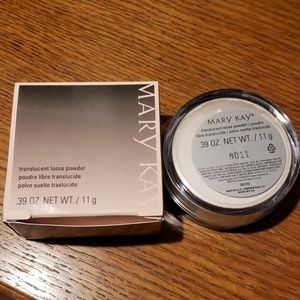 MARY KAY
translucent loose powder
poudre libre translucide
polvo suelto traslúcido
.39 OZ. NET WT. / 11 g
MARY KAY®
translucent loose powder / poudre
libre translucide / polvo suelto traslúcido
.39 OZ. NET WT. / 11 g
8D11